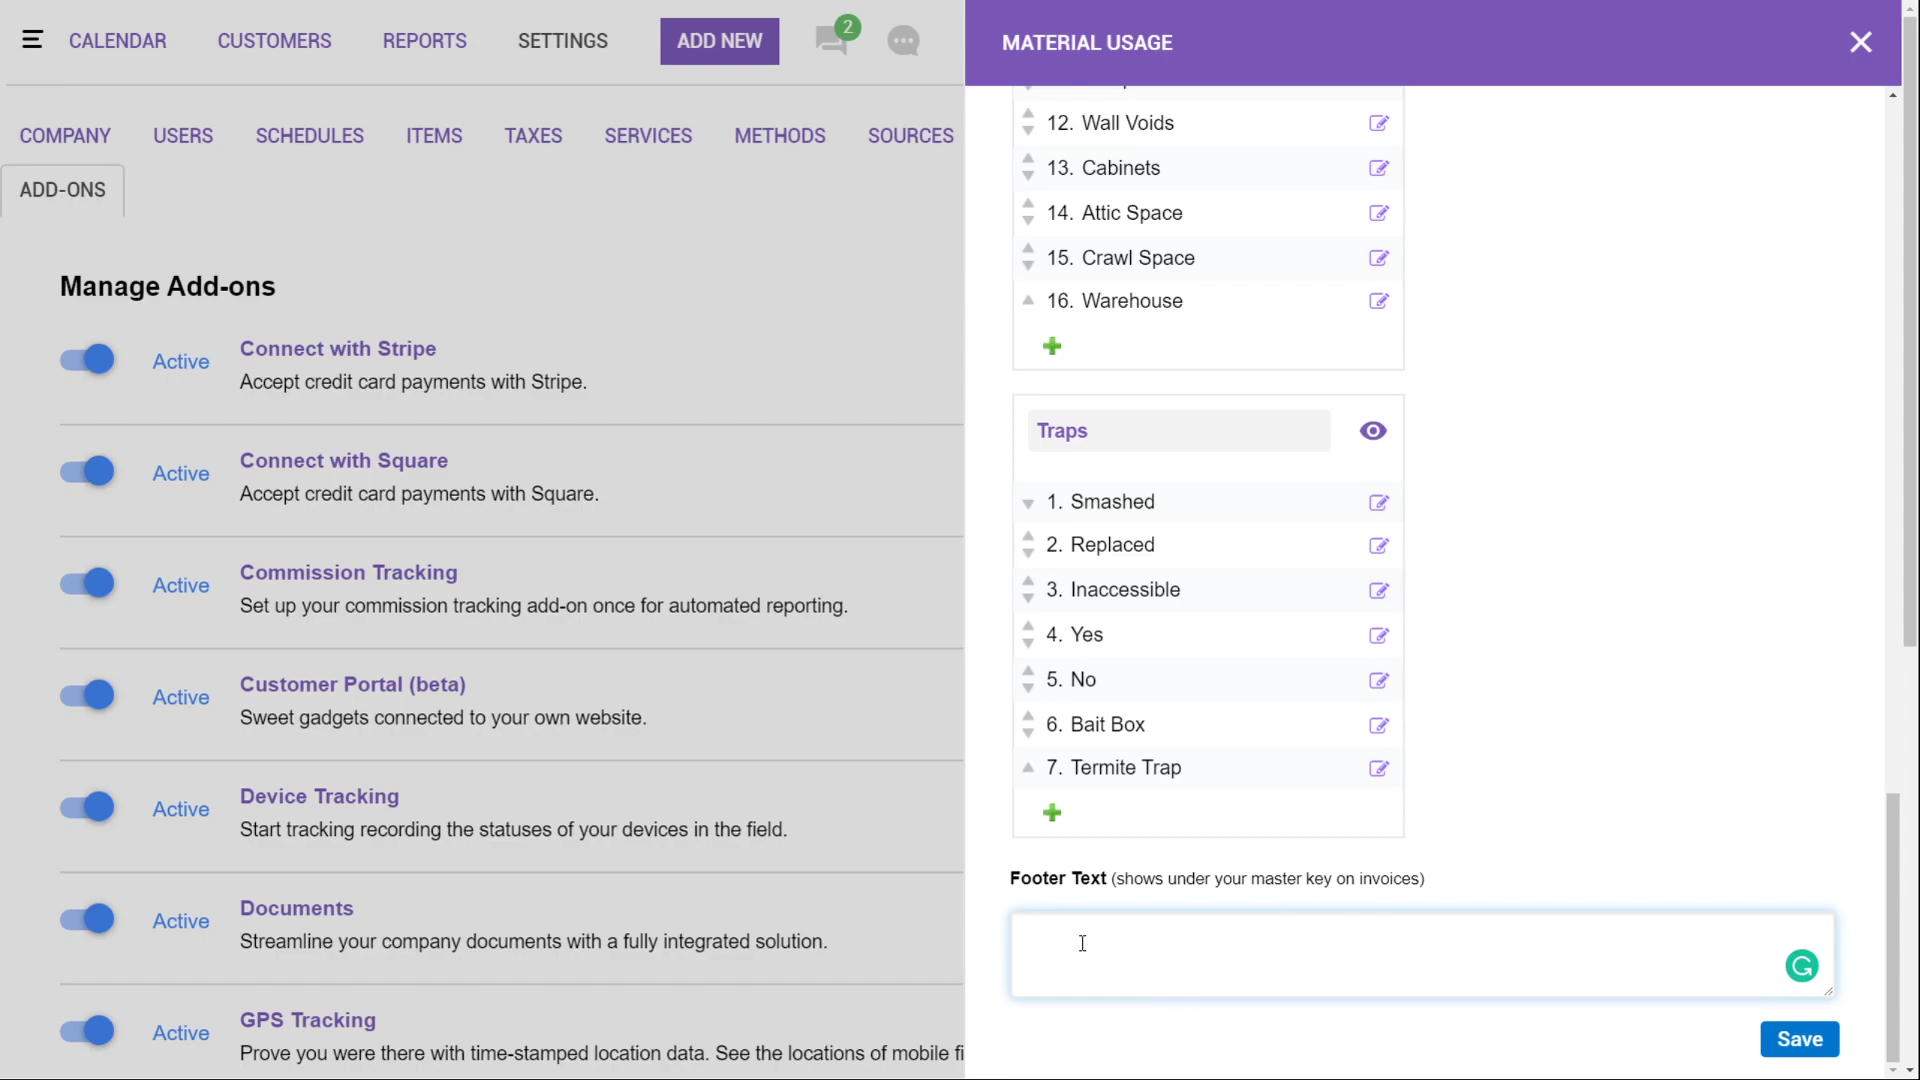 CALENDAR CUSTOMERS REPORTS SETTINGS ADD NEW 2
COMPANY USERS SCHEDULES ITEMS TAXES SERVICES METHODS SOURCES
ADD-ONS
Manage Add-ons
Active
Connect with Stripe
Accept credit card payments with Stripe.
Active
Connect with Square
Accept credit card payments with Square.
Active
Commission Tracking
Set up your commission tracking add-on once for automated reporting.
Active
Customer Portal (beta)
Sweet gadgets connected to your own website.
Active
Device Tracking
Start tracking recording the statuses of your devices in the field.
Active
Documents
Streamline your company documents with a fully integrated solution.
Active
GPS Tracking
Prove you were there with time-stamped location data. See the locations of mobile fi
MATERIAL USAGE
12. Wall Voids
13. Cabinets
14. Attic Space
15. Crawl Space
16. Warehouse
Traps
1. Smashed
2. Replaced
3. Inaccessible
4. Yes
5. No
6. Bait Box
7. Termite Trap
Footer Text (shows under your master key on invoices)
Save